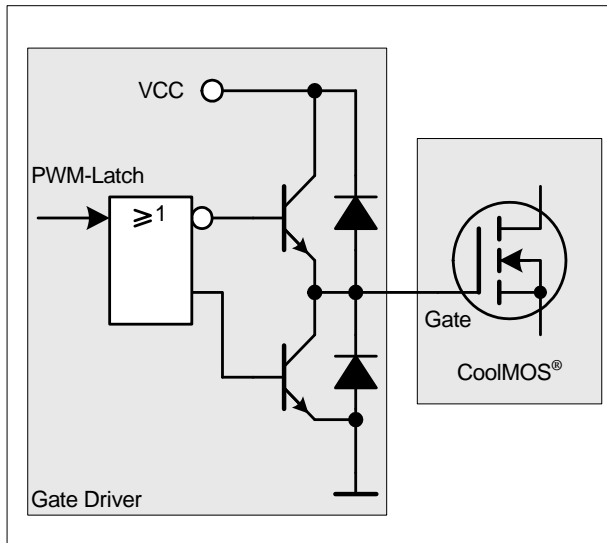 VCC
PWM-Latch
≥1
Gate
CoolMOS®
Gate Driver